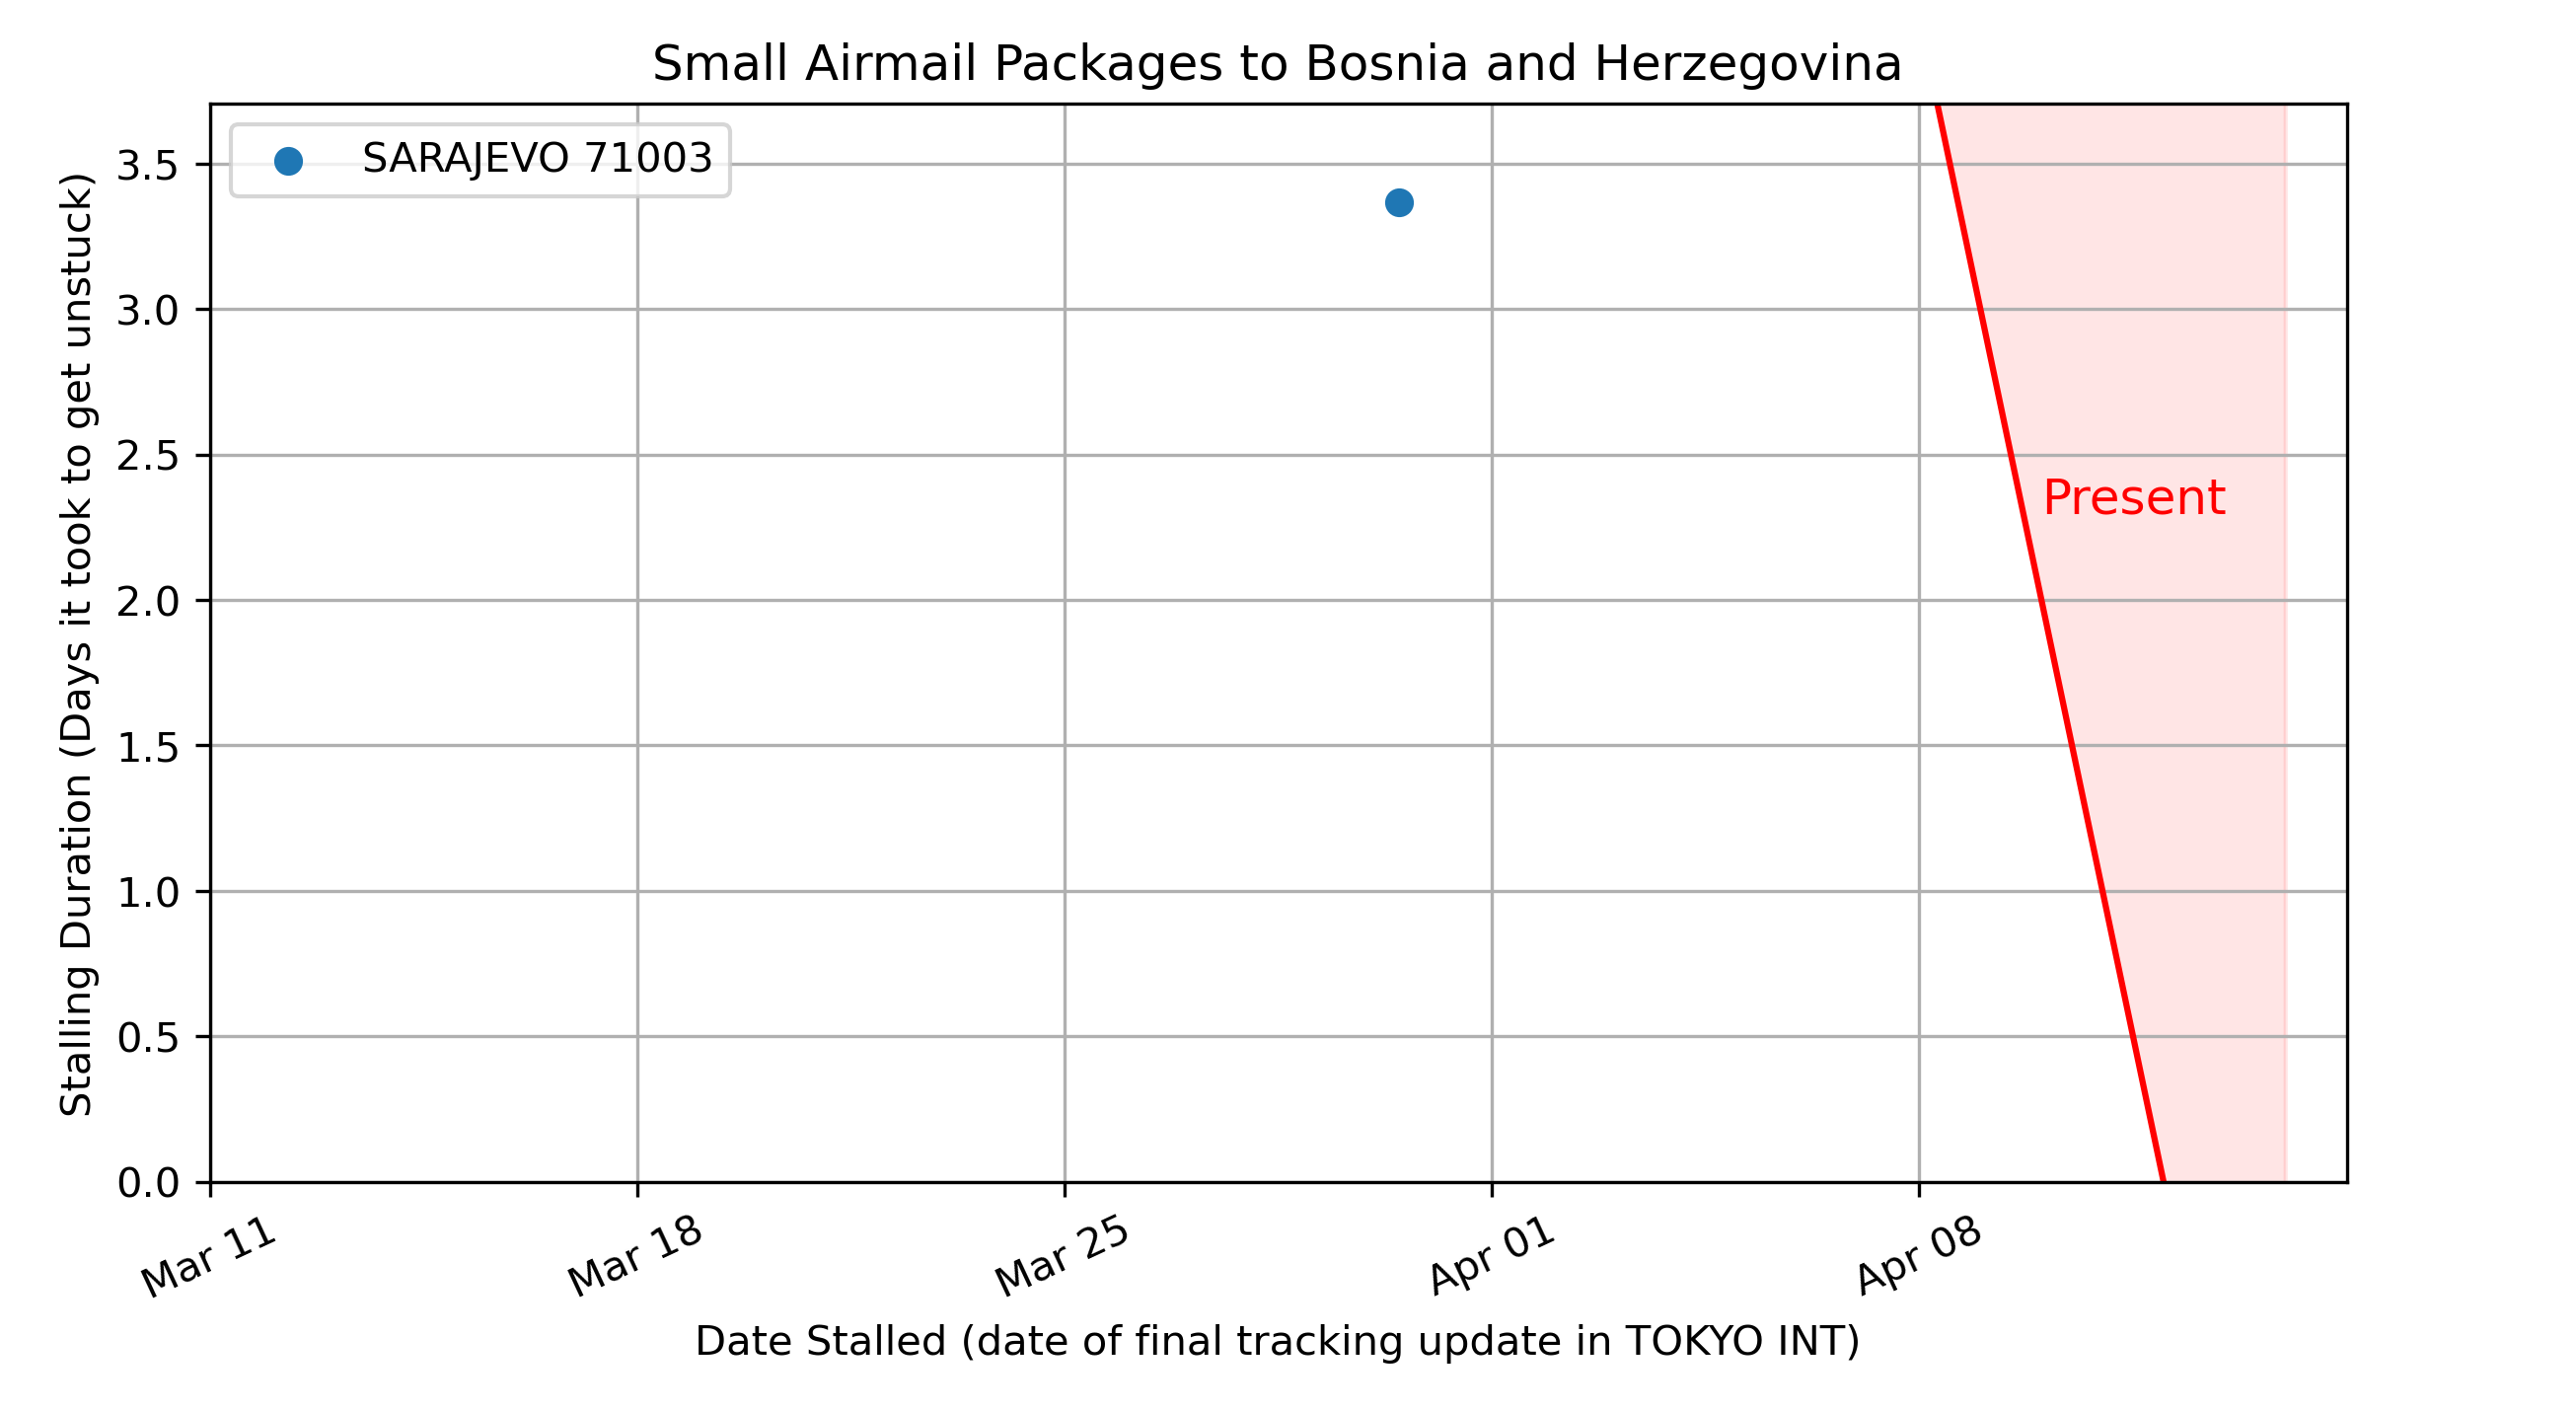 Small Airmail Packages to Bosnia and Herzegovina
SARAJEVO 71003
Stalling Duration (Days it took to get unstuck)
3.5
3.0
2.5
2.0
1.5
1.0
0.5
0.0
Present
Mar 11
Mar 18
Mar 25
Apr 01
Apr 08
Date Stalled (date of final tracking update in TOKYO INT)